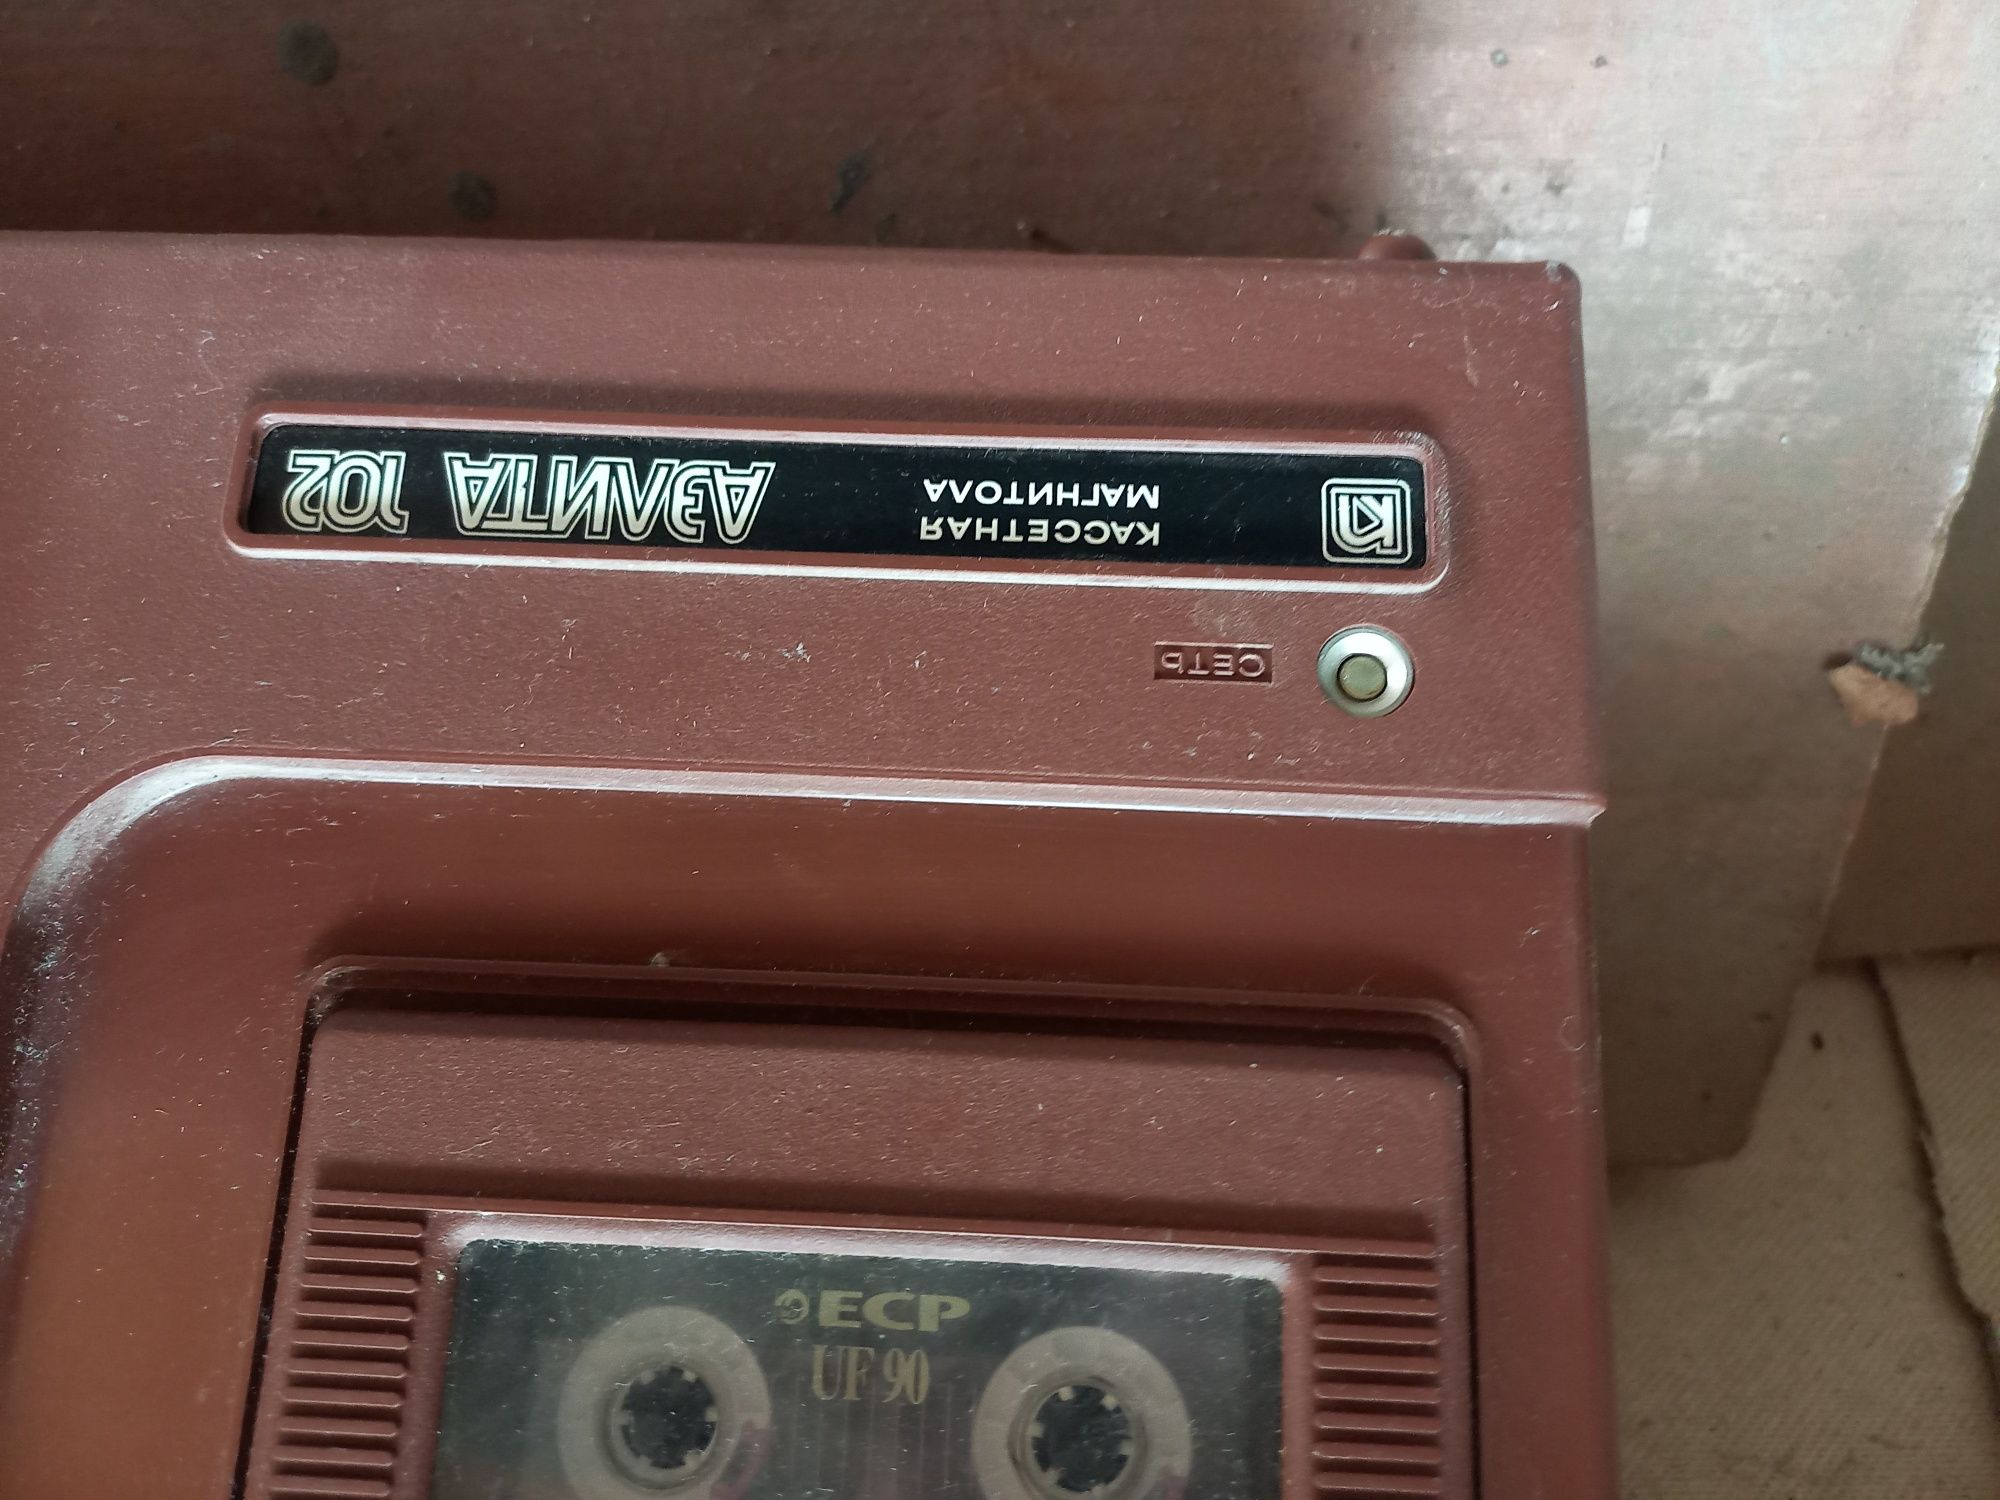 КАССЕТНАЯ
МАГНИТОЛА
АЭЛИТА 102
СЕТЬ
ECP
UF 90